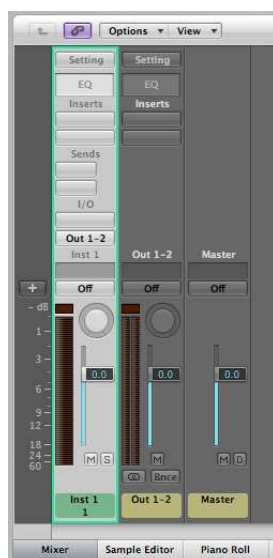 Options View
Setting Setting
EQ EQ
Inserts Inserts
Sends
I/O
Out 1-2
Inst 1 Out 1-2 Master
+ Off Off Off
- dB
1
3
0.0 0.0 0.0
6
9
12
18
24
60
M S M M D
Bnce
Inst 1 Out 1-2 Master
1
Mixer Sample Editor Piano Roll